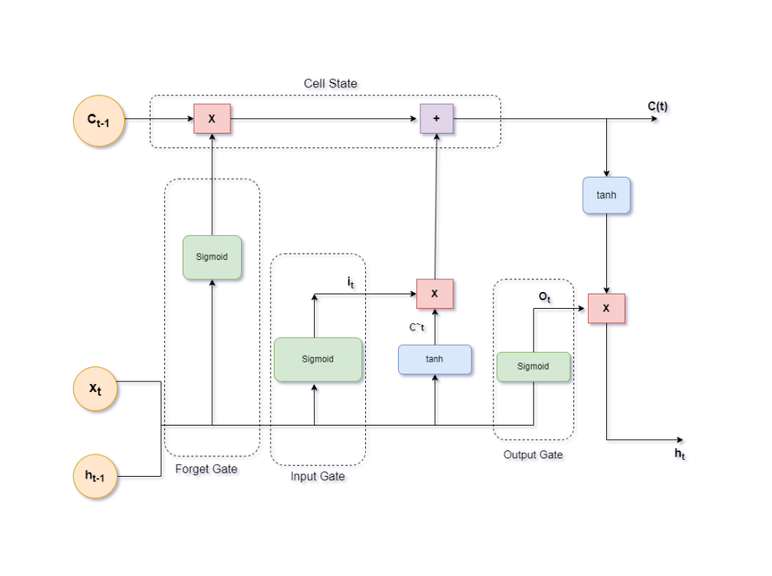 Cell State
C(t)
Ct-1
X
+
tanh
Sigmoid
it
X
Ot
X
C~t
Sigmoid
tanh
Sigmoid
xt
ht-1
Forget Gate
Input Gate
Output Gate
ht